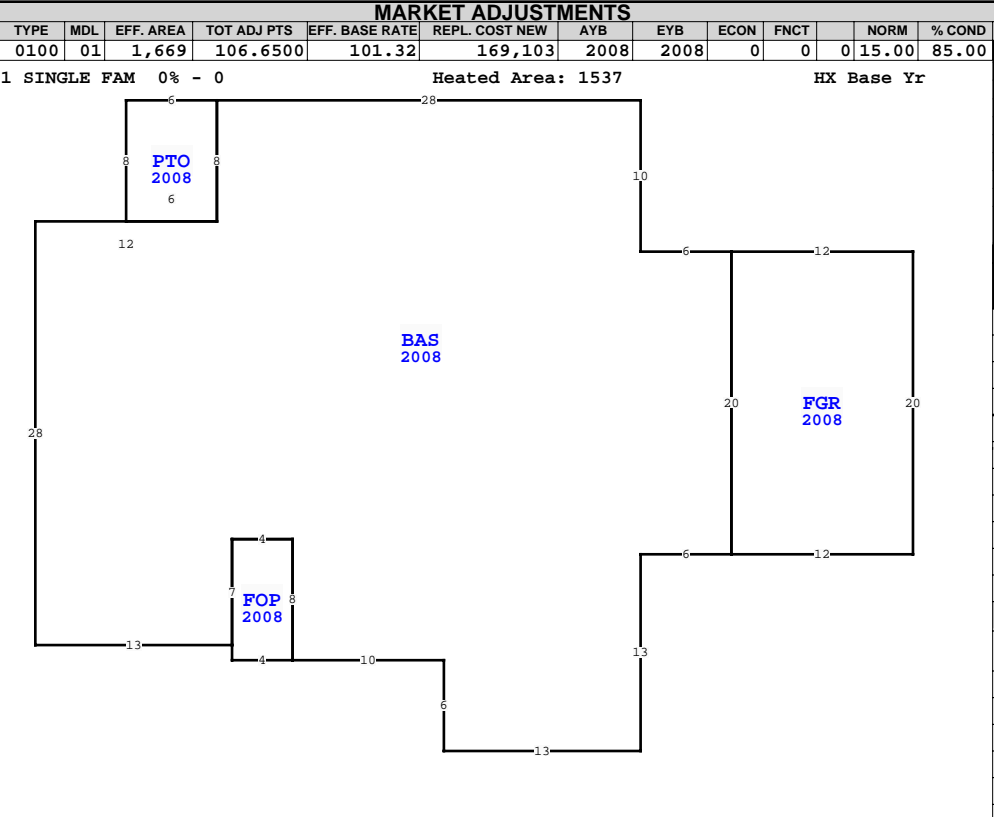 MARKET ADJUSTMENTS
TYPE MDL EFF. AREA TOT ADJ PTS EFF. BASE RATE REPL. COST NEW AYB EYB ECON FNCT NORM % COND
0100 01 1,669 106.6500 101.32 169,103 2008 2008 0 0 0 15.00 85.00
1 SINGLE FAM 0% - 0 Heated Area: 1537 HX Base Yr
6 28
8 PTO 8
2008
10
6
12
6 12
BAS
2008
20 FGR 20
2008
28
4
7 FOP 8
2008
6 12
13
13
4 10
6
13